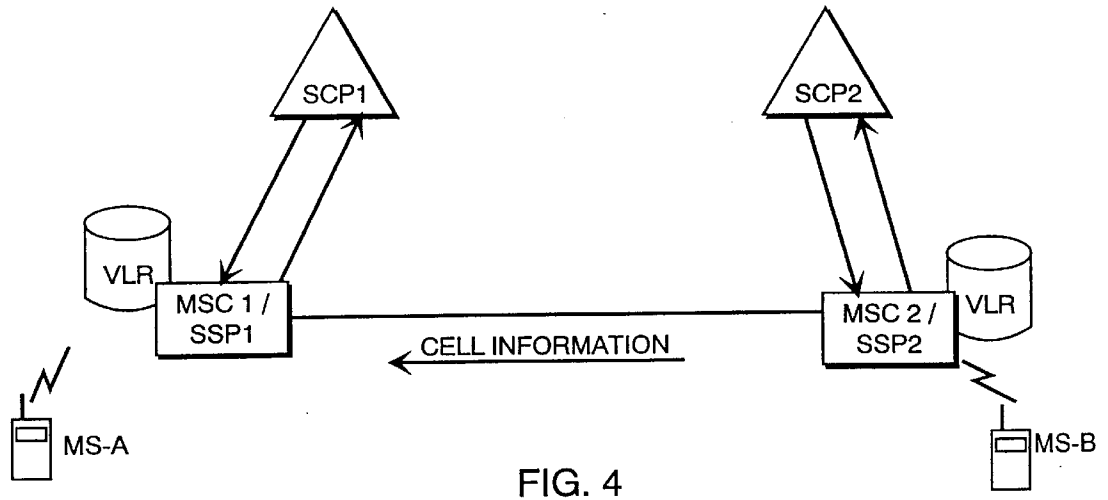 SCP1
SCP2
VLR
MSC 1 /
SSP1
MSC 2 /
SSP2
VLR
CELL INFORMATION
MS-A
MS-B
FIG. 4